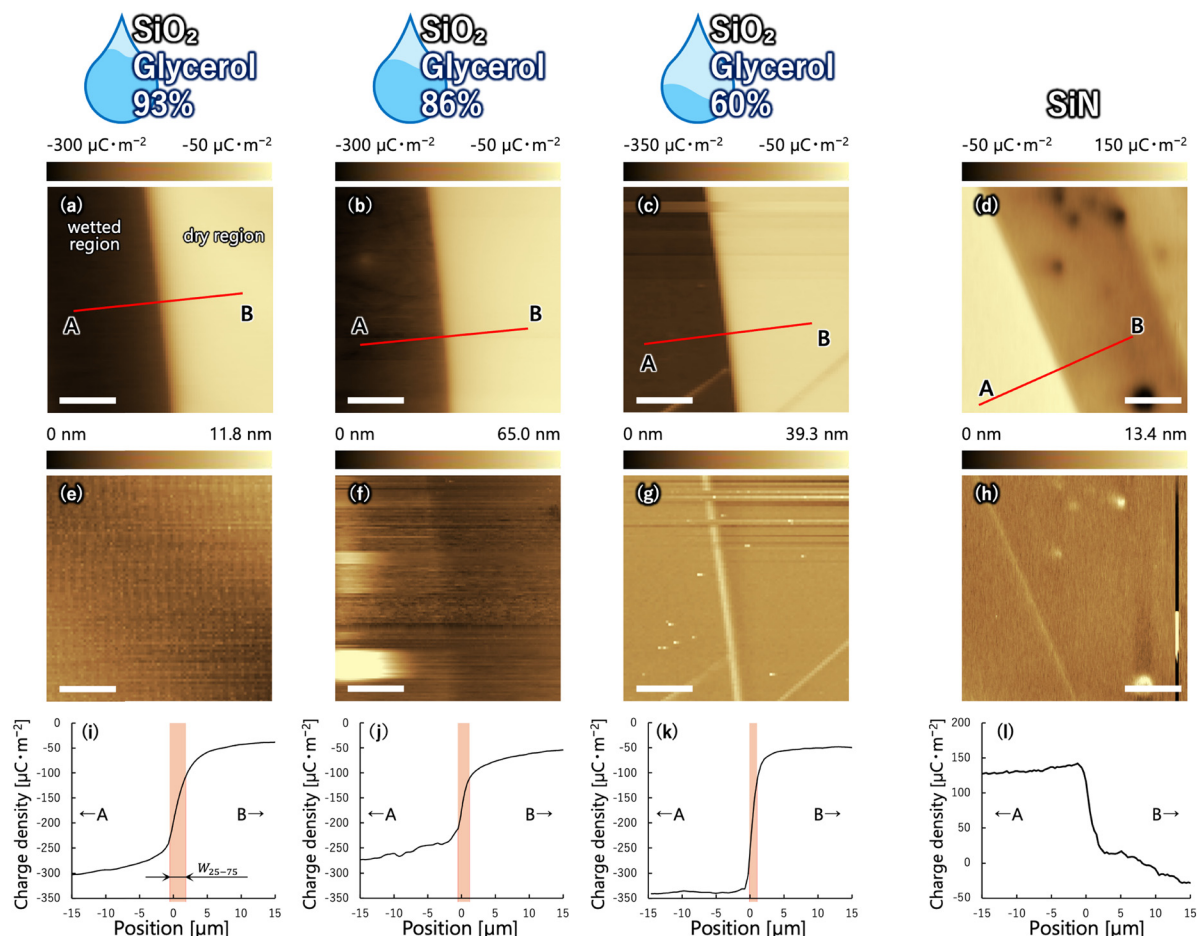 SiO₂
Glycerol
93%
SiO₂
Glycerol
86%
SiO₂
Glycerol
60%
SiN
-300 μC·m⁻² -50 μC·m⁻²
-300 μC·m⁻² -50 μC·m⁻²
-350 μC·m⁻² -50 μC·m⁻²
-50 μC·m⁻² 150 μC·m⁻²
(a)
wetted
region
dry region
A
B
(b)
A
B
(c)
A
B
(d)
A
B
0 nm 11.8 nm
0 nm 65.0 nm
0 nm 39.3 nm
0 nm 13.4 nm
(e)
(f)
(g)
(h)
Charge density [μC·m⁻²]
0
-50
-100
-150
-200
-250
-300
-350
(i)
←A
B→
W₂₅₋₇₅
-15 -10 -5 0 5 10 15
Position [μm]
Charge density [μC·m⁻²]
0
-50
-100
-150
-200
-250
-300
-350
(j)
←A
B→
-15 -10 -5 0 5 10 15
Position [μm]
Charge density [μC·m⁻²]
0
-50
-100
-150
-200
-250
-300
-350
(k)
←A
B→
-15 -10 -5 0 5 10 15
Position [μm]
Charge density [μC·m⁻²]
200
150
100
50
0
-50
(l)
←A
B→
-15 -10 -5 0 5 10 15
Position [μm]